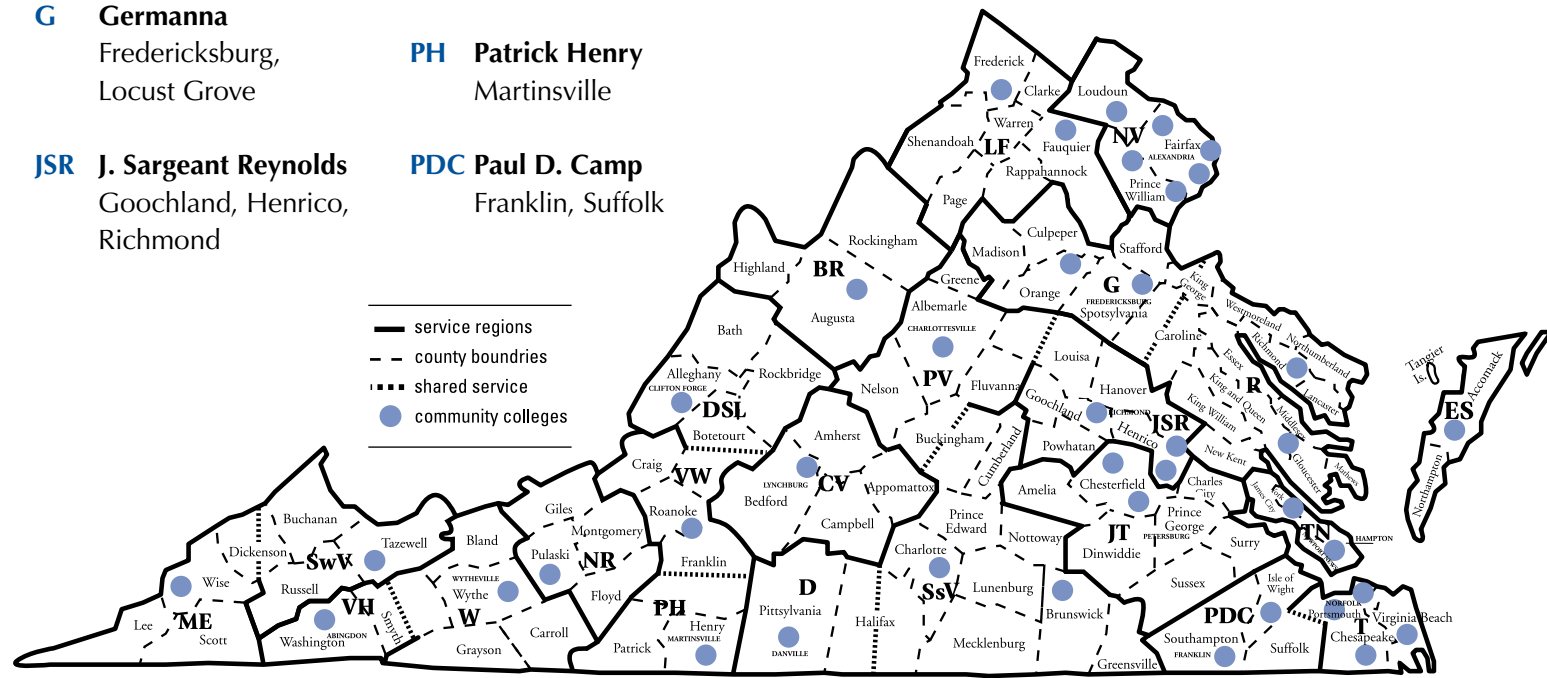 G Germanna
Fredericksburg,
Locust Grove
PH Patrick Henry
Martinsville
JSR J. Sargeant Reynolds
Goochland, Henrico,
Richmond
PDC Paul D. Camp
Franklin, Suffolk
service regions
county boundries
shared service
community colleges
Frederick
Clarke
Loudoun
Warren
Shenandoah
LF
Fauquier
NV
Fairfax
ALEXANDRIA
Rappahannock
Prince
William
Page
Culpeper
Rockingham
Madison
Stafford
Highland
BR
Greene
Orange
G
FREDERICKSBURG
Spotsylvania
King
George
Augusta
Albemarle
CHARLOTTESVILLE
Westmoreland
Bath
Caroline
Richmond
Northumberland
Louisa
Essex
Tangier
Is.
Accomack
Alleghany
CLIFTON FORGE
Rockbridge
Nelson
PV
Fluvanna
Hanover
King and Queen
R
Lancaster
Goochland
RICHMOND
King William
Middlesex
ES
DSL
Botetourt
Amherst
Buckingham
Cumberland
Powhatan
Henrico
JSR
New Kent
Gloucester
Mathews
Craig
VW
LYNCHBURG
CV
Bedford
Appomattox
Amelia
Chesterfield
Charles
City
York
James City
Northampton
Giles
Roanoke
Campbell
Prince
Edward
Prince
George
PETERSBURG
Buchanan
Montgomery
Nottoway
JT
Dinwiddie
Surry
TN
HAMPTON
NEWPORT NEWS
Bland
Dickenson
SwV
Tazewell
Pulaski
NR
Franklin
Charlotte
Wise
Russell
WYTHEVILLE
Wythe
Floyd
D
Pittsylvania
SsV
Lunenburg
Sussex
Isle of
Wight
VH
W
PH
Henry
Halifax
Brunswick
PDC
NORFOLK
Portsmouth
Virginia Beach
Lee
ME
Scott
Washington
ABINGDON
Smyth
Grayson
Carroll
Patrick
MARTINSVILLE
DANVILLE
Mecklenburg
Greensville
Southampton
FRANKLIN
Suffolk
T
Chesapeake